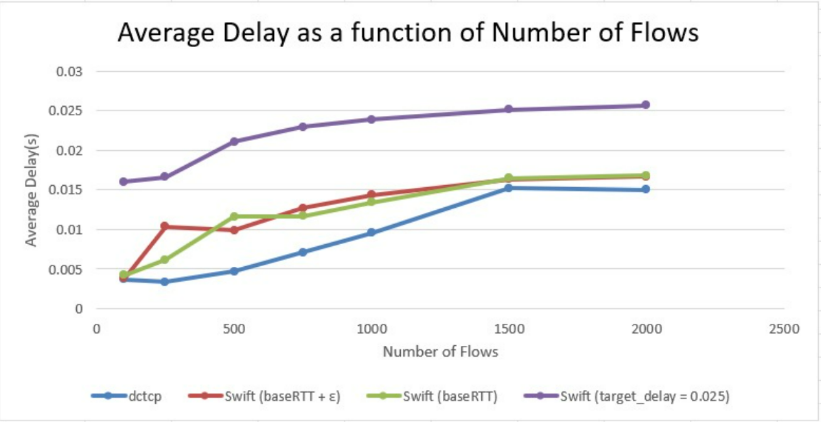 Average Delay as a function of Number of Flows
0.03
0.025
0.02
0.015
0.01
0.005
0
Average Delay(s)
0 500 1000 1500 2000 2500
Number of Flows
dctcp Swift (baseRTT + ε) Swift (baseRTT) Swift (target_delay = 0.025)